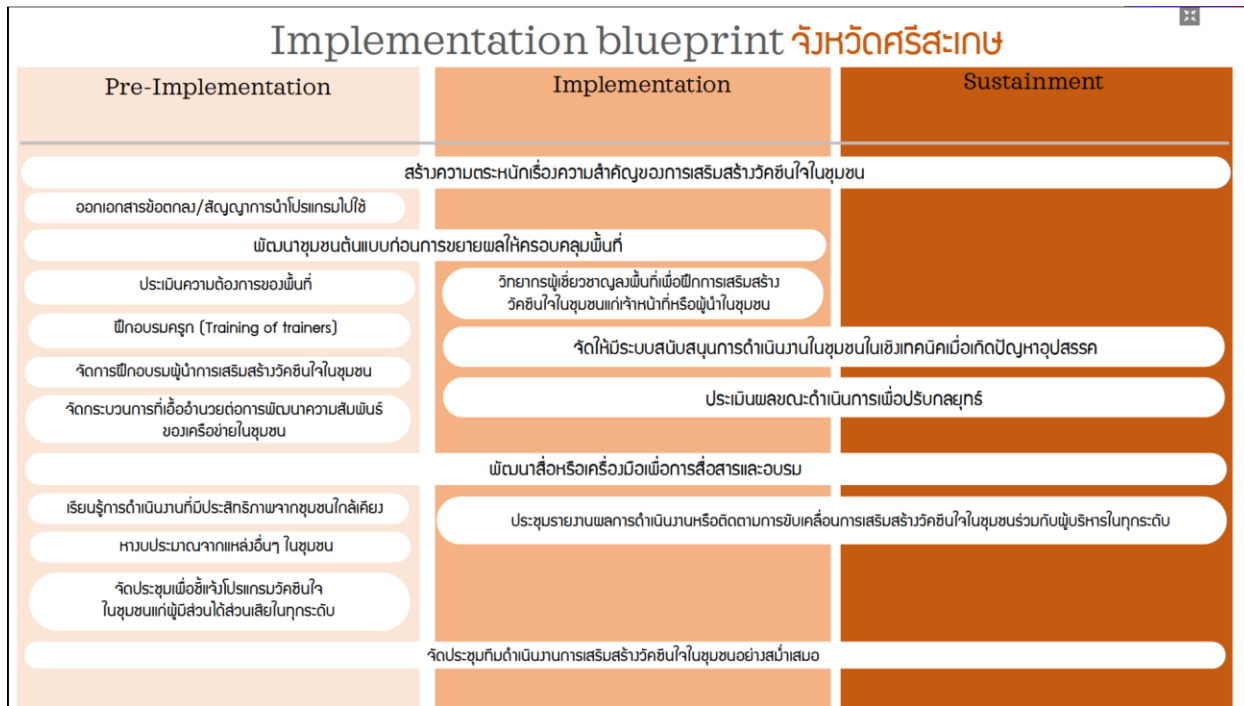 Implementation blueprint จังหวัดศรีสะเกษ
Pre-Implementation
Implementation
Sustainment
สร้างความตระหนักเรื่องความสำคัญของการเสริมสร้างวัคซีนใจในชุมชน
ออกเอกสารข้อตกลง/สัญญาการนำโปรแกรมไปใช้
พัฒนาชุมชนต้นแบบก่อนการขยายผลให้ครอบคลุมพื้นที่
ประเมินความต้องการของพื้นที่
วิทยากรผู้เชี่ยวชาญลงพื้นที่เพื่อฝึกการเสริมสร้าง
วัคซีนใจในชุมชนแก่เจ้าหน้าที่หรือผู้นำในชุมชน
ฝึกอบรมครูก (Training of trainers)
จัดให้มีระบบสนับสนุนการดำเนินงานในชุมชนในเชิงเทคนิคเมื่อเกิดปัญหาอุปสรรค
จัดการฝึกอบรมผู้นำการเสริมสร้างวัคซีนใจในชุมชน
ประเมินผลขณะดำเนินการเพื่อปรับกลยุทธ์
จัดกระบวนการที่เอื้ออำนวยต่อการพัฒนาความสัมพันธ์
ของเครือข่ายในชุมชน
พัฒนาสื่อหรือเครื่องมือเพื่อการสื่อสารและอบรม
เรียนรู้การดำเนินงานที่มีประสิทธิภาพจากชุมชนใกล้เคียง
ประชุมรายงานผลการดำเนินงานหรือติดตามการขับเคลื่อนการเสริมสร้างวัคซีนใจในชุมชนร่วมกับผู้บริหารในทุกระดับ
หางบประมาณจากแหล่งอื่นๆ ในชุมชน
จัดประชุมเพื่อชี้แจ้งโปรแกรมวัคซีนใจ
ในชุมชนแก่ผู้มีส่วนได้ส่วนเสียในทุกระดับ
จัดประชุมทีมดำเนินงานการเสริมสร้างวัคซีนใจในชุมชนอย่างสม่ำเสมอ